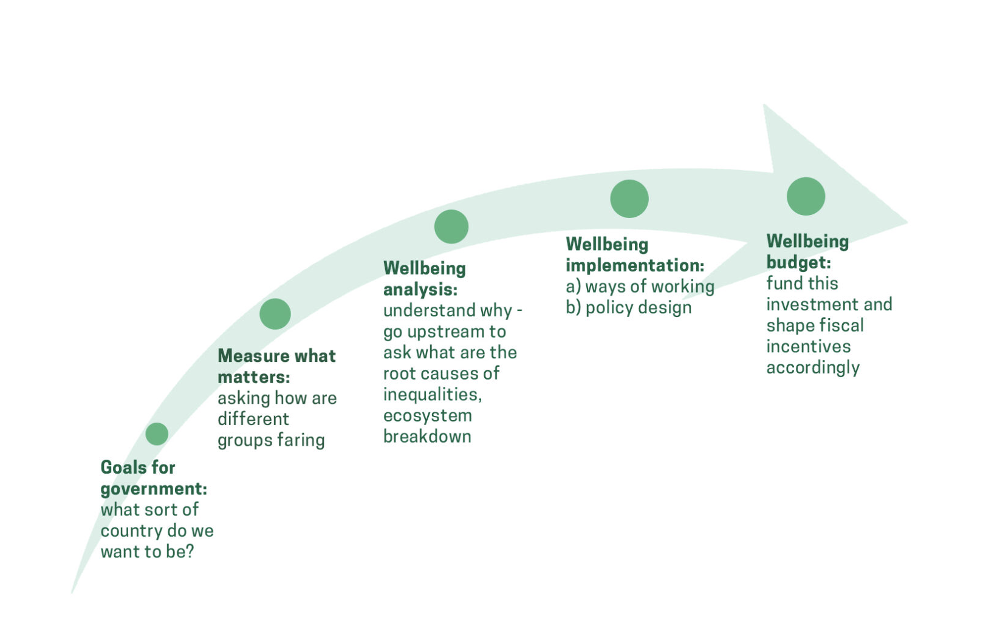 Goals for
government:
what sort of
country do we
want to be?
Measure what
matters:
asking how are
different
groups faring
Wellbeing
analysis:
understand why -
go upstream to
ask what are the
root causes of
inequalities,
ecosystem
breakdown
Wellbeing
implementation:
a) ways of working
b) policy design
Wellbeing
budget:
fund this
investment and
shape fiscal
incentives
accordingly